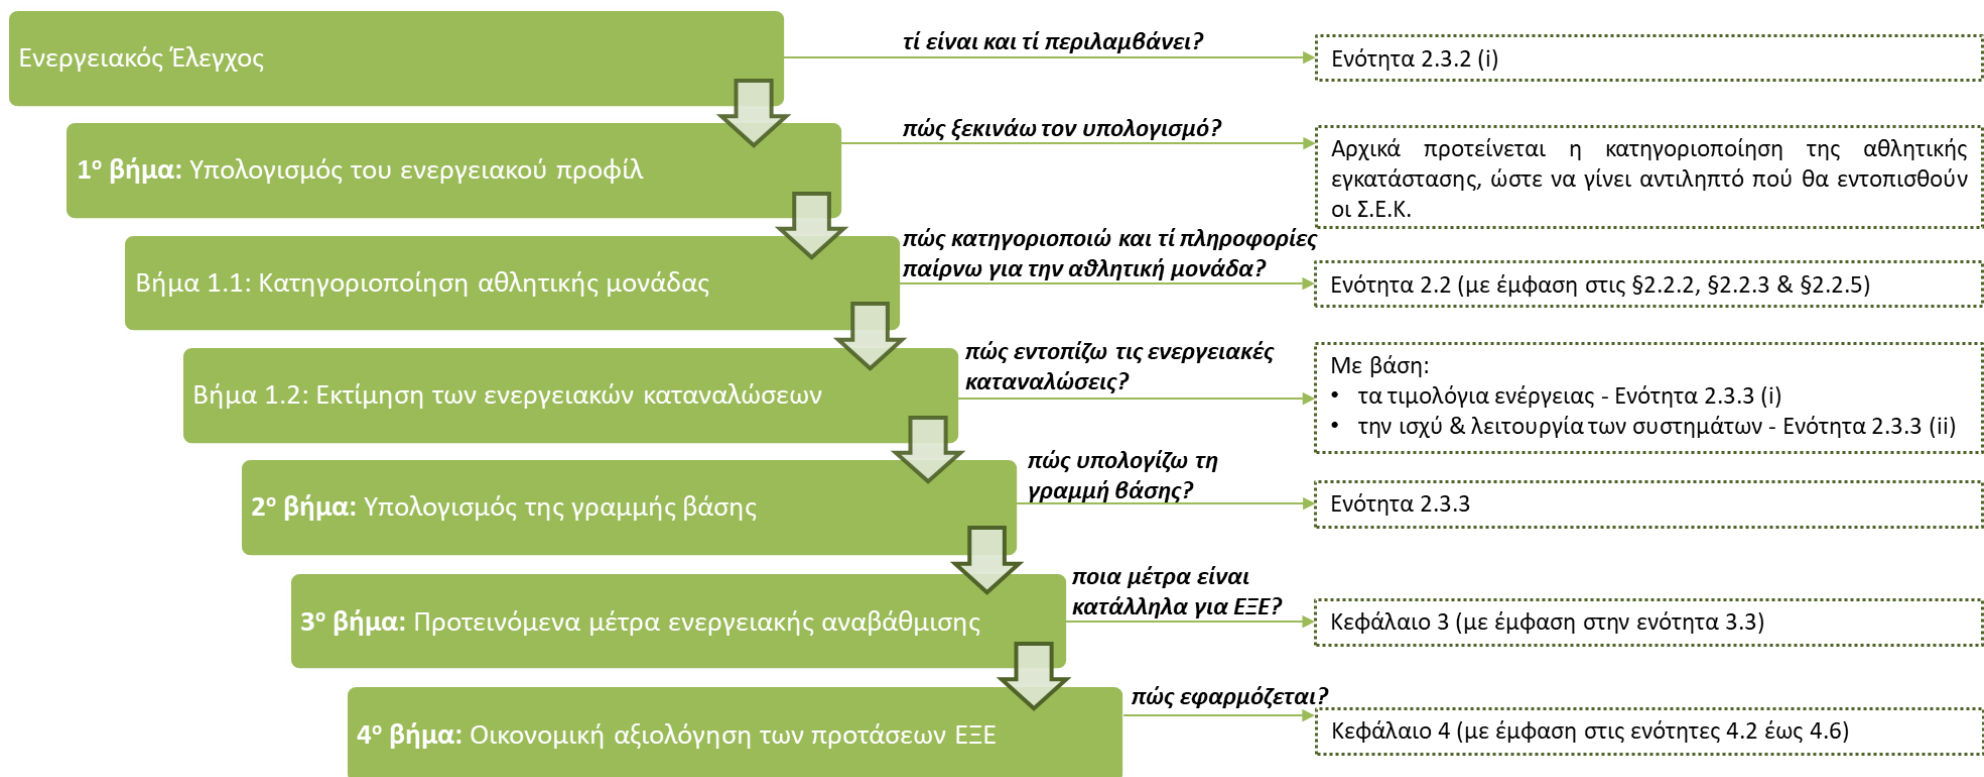 Ενεργειακός Έλεγχος
τί είναι και τί περιλαμβάνει?
Ενότητα 2.3.2 (i)
1ο βήμα: Υπολογισμός του ενεργειακού προφίλ
πώς ξεκινάω τον υπολογισμό?
Αρχικά προτείνεται η κατηγοριοποίηση της αθλητικής
εγκατάστασης, ώστε να γίνει αντιληπτό πού θα εντοπισθούν
οι Σ.Ε.Κ.
Βήμα 1.1: Κατηγοριοποίηση αθλητικής μονάδας
πώς κατηγοριοποιώ και τί πληροφορίες
παίρνω για την αθλητική μονάδα?
Ενότητα 2.2 (με έμφαση στις §2.2.2, §2.2.3 & §2.2.5)
Βήμα 1.2: Εκτίμηση των ενεργειακών καταναλώσεων
πώς εντοπίζω τις ενεργειακές
καταναλώσεις?
Με βάση:
• τα τιμολόγια ενέργειας - Ενότητα 2.3.3 (i)
• την ισχύ & λειτουργία των συστημάτων - Ενότητα 2.3.3 (ii)
2ο βήμα: Υπολογισμός της γραμμής βάσης
πώς υπολογίζω τη
γραμμή βάσης?
Ενότητα 2.3.3
3ο βήμα: Προτεινόμενα μέτρα ενεργειακής αναβάθμισης
ποια μέτρα είναι
κατάλληλα για ΕΞΕ?
Κεφάλαιο 3 (με έμφαση στην ενότητα 3.3)
4ο βήμα: Οικονομική αξιολόγηση των προτάσεων ΕΞΕ
πώς εφαρμόζεται?
Κεφάλαιο 4 (με έμφαση στις ενότητες 4.2 έως 4.6)